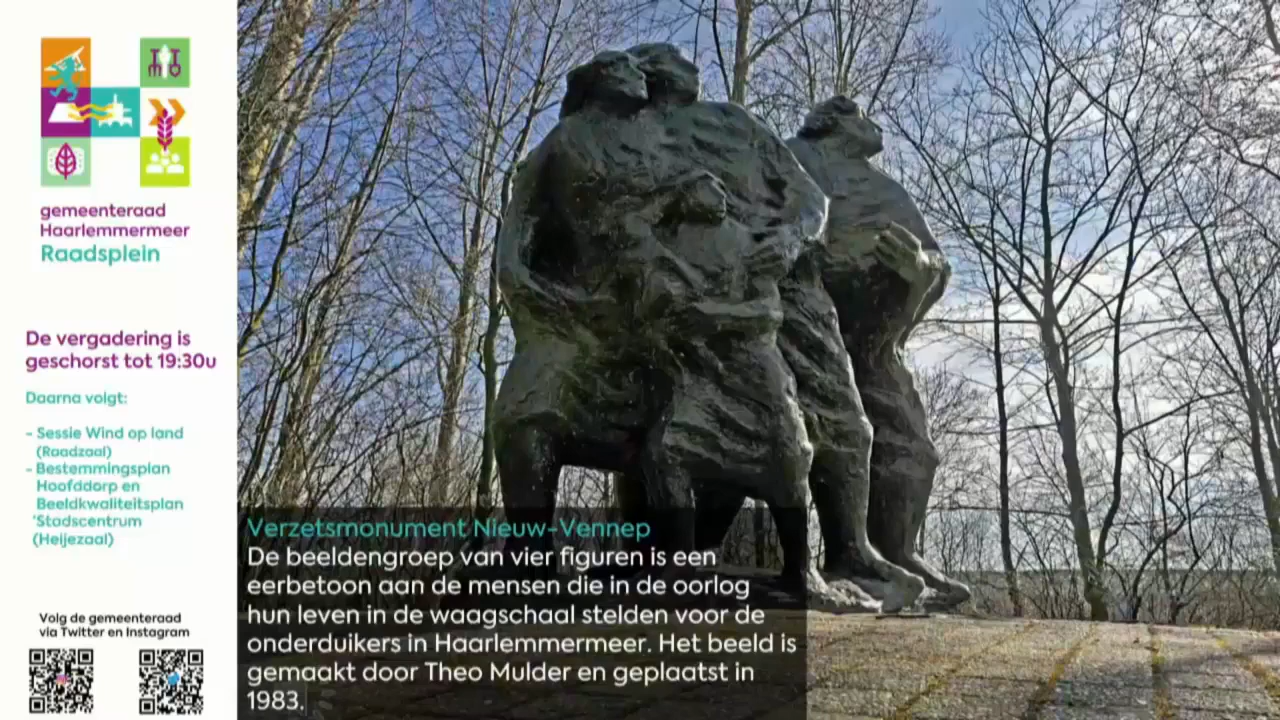 gemeenteraad
Haarlemmermeer
Raadsplein
De vergadering is
geschorst tot 19:30u
Daarna volgt:
- Sessie Wind op land
(Raadzaal)
- Bestemmingsplan
Hoofddorp en
Beeldkwaliteitsplan
'Stadscentrum
(Heijezaal)
Volg de gemeenteraad
via Twitter en Instagram
Verzetsmonument Nieuw-Vennep
De beeldengroep van vier figuren is een
eerbetoon aan de mensen die in de oorlog
hun leven in de waagschaal stelden voor de
onderduikers in Haarlemmermeer. Het beeld is
gemaakt door Theo Mulder en geplaatst in
1983.